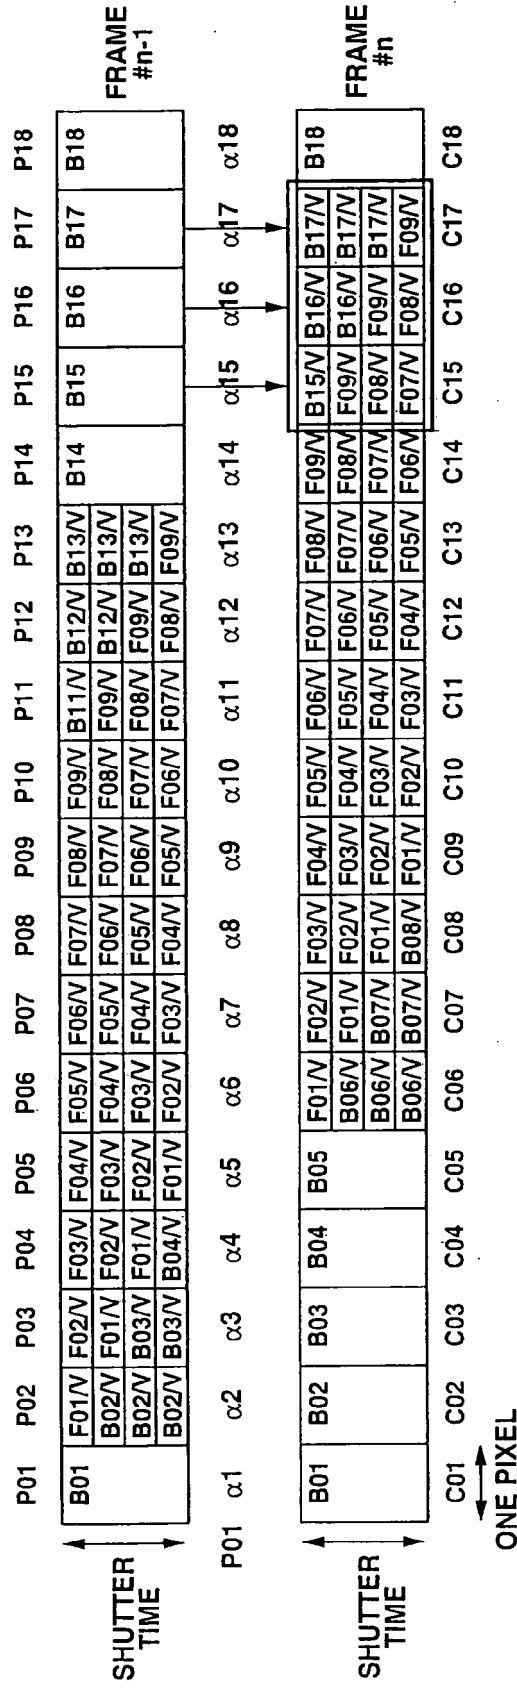 P01 P02 P03 P04 P05 P06 P07 P08 P09 P10 P11 P12 P13 P14 P15 P16 P17 P18
B01 F01/V F02/V F03/V F04/V F05/V F06/V F07/V F08/V F09/V B11/V B12/V B13/V B14 B15 B16 B17 B18
B02/V F01/V F02/V F03/V F04/V F05/V F06/V F07/V F08/V F09/V B12/V B13/V
B02/V B03/V F01/V F02/V F03/V F04/V F05/V F06/V F07/V F08/V F09/V B13/V
B02/V B03/V B04/V F01/V F02/V F03/V F04/V F05/V F06/V F07/V F08/V F09/V
SHUTTER
TIME
FRAME
#n-1
P01 α1 α2 α3 α4 α5 α6 α7 α8 α9 α10 α11 α12 α13 α14 α15 α16 α17 α18
B01 B02 B03 B04 B05 F01/V F02/V F03/V F04/V F05/V F06/V F07/V F08/V F09/V B15/V B16/V B17/V B18
B06/V F01/V F02/V F03/V F04/V F05/V F06/V F07/V F08/V F09/V B16/V B17/V
B06/V B07/V F01/V F02/V F03/V F04/V F05/V F06/V F07/V F08/V F09/V B17/V
B06/V B07/V B08/V F01/V F02/V F03/V F04/V F05/V F06/V F07/V F08/V F09/V
SHUTTER
TIME
FRAME
#n
C01 C02 C03 C04 C05 C06 C07 C08 C09 C10 C11 C12 C13 C14 C15 C16 C17 C18
ONE PIXEL